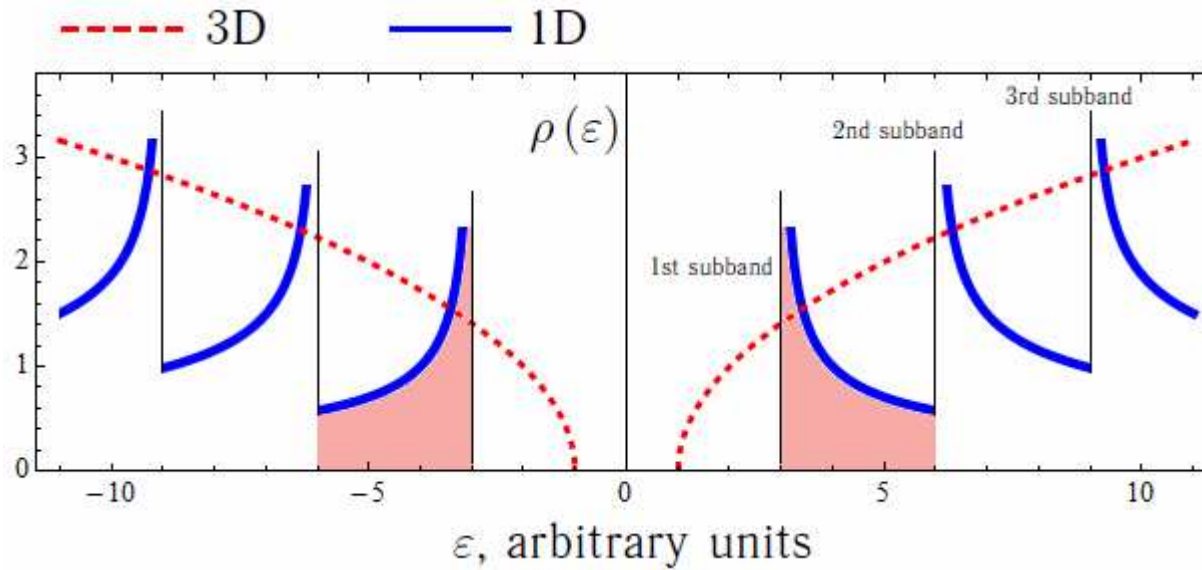 3D 1D
3rd subband
ρ(ε)
2nd subband
3
2
1st subband
1
0
−10 −5 0 5 10
ε, arbitrary units